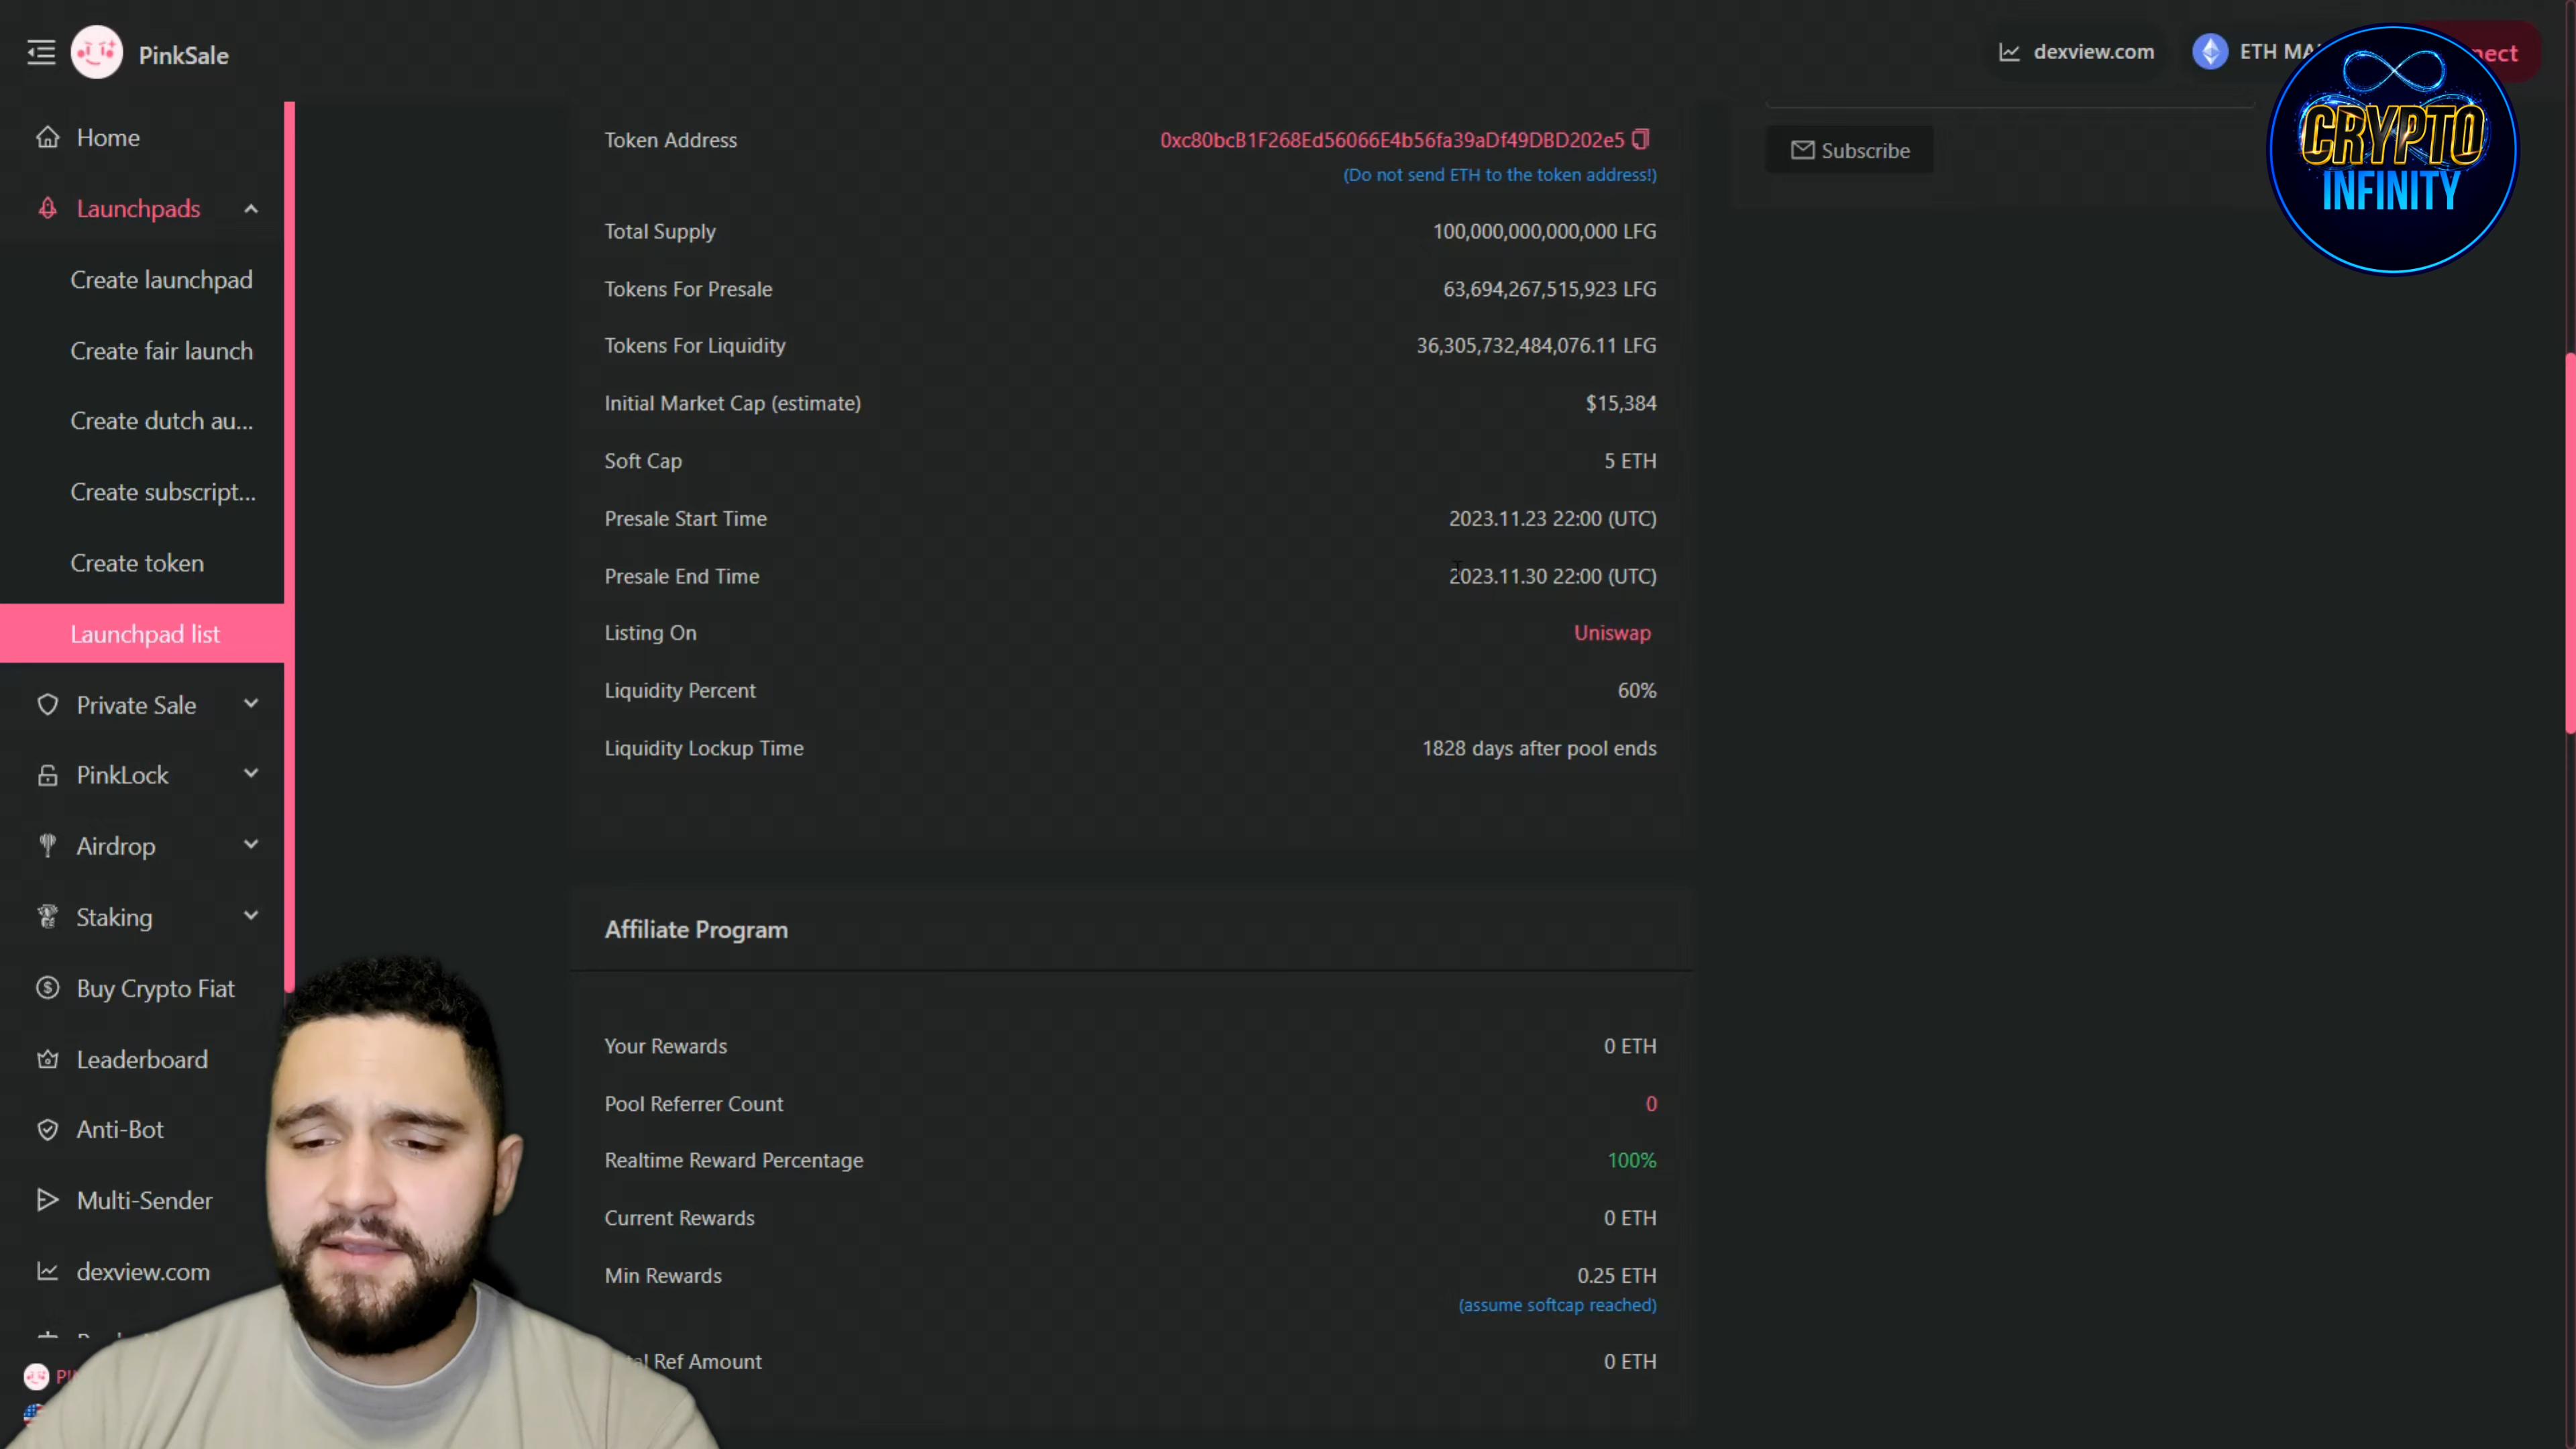 PinkSale
dexview.com
ETH
CRYPTO
INFINITY
Home
Launchpads
Create launchpad
Create fair launch
Create dutch au...
Create subscript...
Create token
Launchpad list
Private Sale
PinkLock
Airdrop
Staking
Buy Crypto Fiat
Leaderboard
Anti-Bot
Multi-Sender
dexview.com
Token Address 0xc80bcB1F268Ed56066E4b56fa39aDf49DBD202e5
(Do not send ETH to the token address!)
Total Supply 100,000,000,000,000 LFG
Tokens For Presale 63,694,267,515,923 LFG
Tokens For Liquidity 36,305,732,484,076.11 LFG
Initial Market Cap (estimate) $15,384
Soft Cap 5 ETH
Presale Start Time 2023.11.23 22:00 (UTC)
Presale End Time 2023.11.30 22:00 (UTC)
Listing On Uniswap
Liquidity Percent 60%
Liquidity Lockup Time 1828 days after pool ends
Affiliate Program
Your Rewards 0 ETH
Pool Referrer Count 0
Realtime Reward Percentage 100%
Current Rewards 0 ETH
Min Rewards 0.25 ETH
(assume softcap reached)
Ref Amount 0 ETH
Subscribe